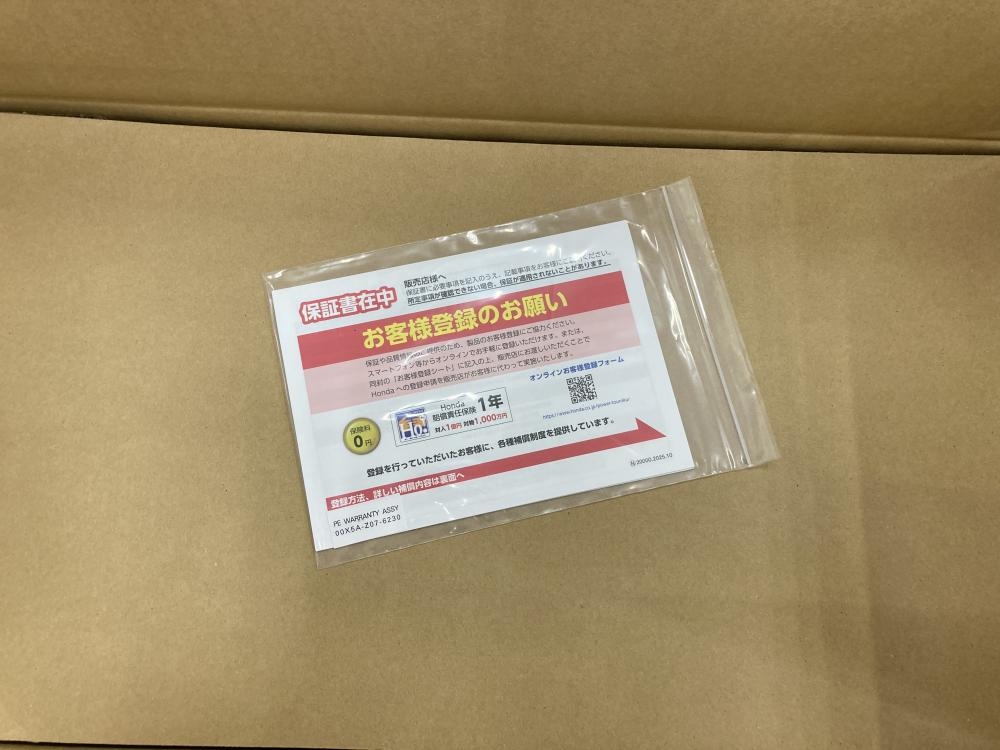 保証書在中
販売店様へ
保証書に必要事項を記入のうえ、記載事項をお客様にご説明ください。
所定事項が確認できない場合、保証が適用されないことがあります。
お客様登録のお願い
保証や品質情報のご提供のため、製品のお客様登録にご協力ください。
スマートフォン等からオンラインでお手軽に登録いただけます。または、
同封の「お客様登録シート」に記入の上、販売店にお渡しいただくことで
Hondaへの登録申請を販売店がお客様に代わって実施いたします。
オンラインお客様登録フォーム
保険料
0円
Honda
賠償責任保険 1年
対人1億円 対物1,000万円
https://www.honda.co.jp/power-touroku/
登録を行っていただいたお客様に、各種補償制度を提供しています。
登録方法、詳しい補償内容は裏面へ
Ⓝ20000.2025.10
PE WARRANTY ASSY
00X5A-Z07-6230